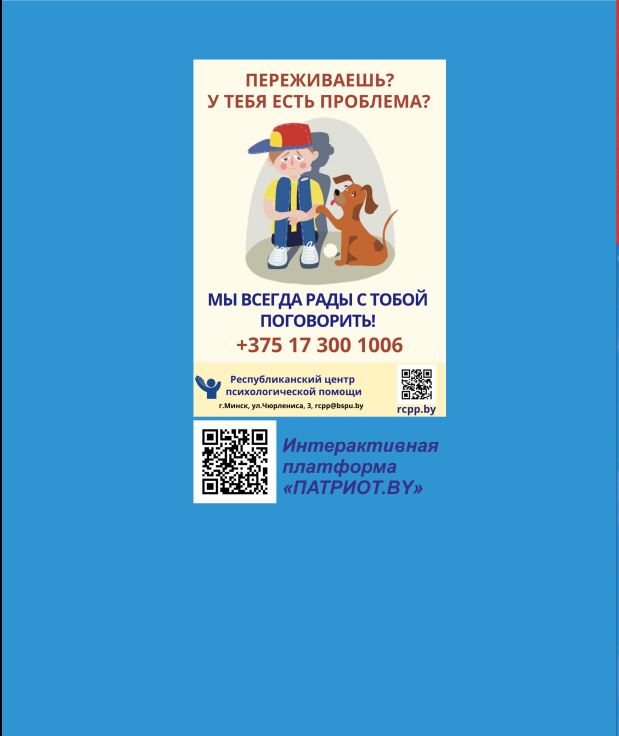 ПЕРЕЖИВАЕШЬ?
У ТЕБЯ ЕСТЬ ПРОБЛЕМА?
МЫ ВСЕГДА РАДЫ С ТОБОЙ
ПОГОВОРИТЬ!
+375 17 300 1006
Республиканский центр
психологической помощи
г.Минск, ул.Чюрлениса, 3, rcpp@bspu.by
rcpp.by
Интерактивная
платформа
«ПАТРИОТ.BY»